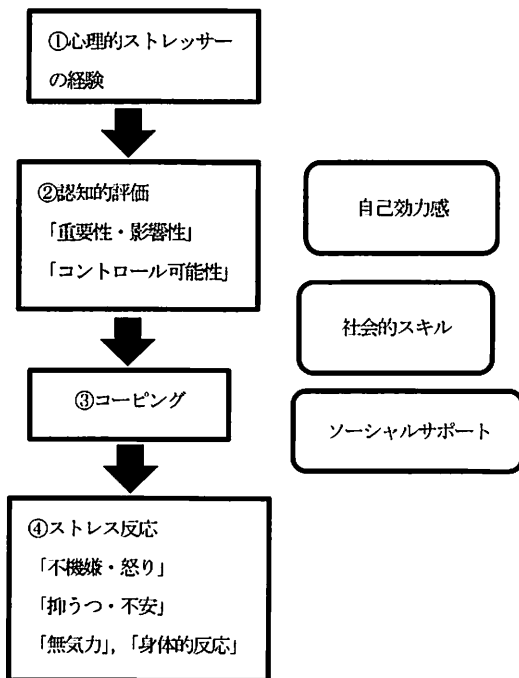 ①心理的ストレッサー
の経験
②認知的評価
「重要性・影響性」
「コントロール可能性」
自己効力感
社会的スキル
③コーピング
ソーシャルサポート
④ストレス反応
「不機嫌・怒り」
「抑うつ・不安」
「無気力」,「身体的反応」